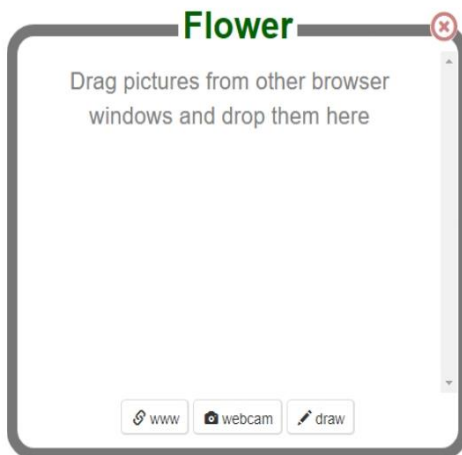 Flower
Drag pictures from other browser
windows and drop them here
www webcam draw